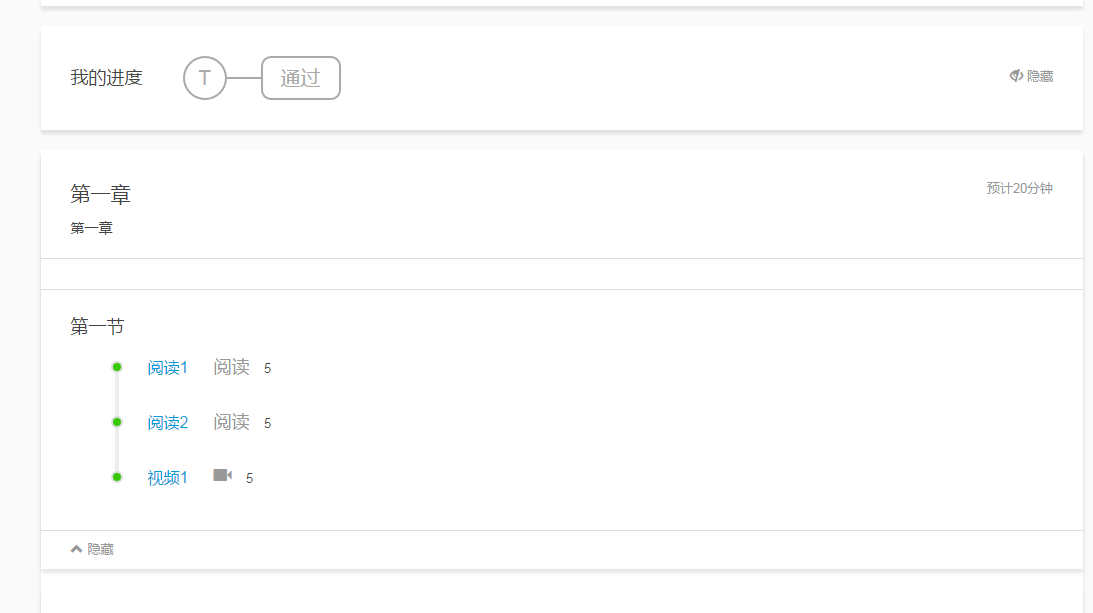 我的进度 T 通过 隐藏
第一章 预计20分钟
第一章
第一节
阅读1 阅读 5
阅读2 阅读 5
视频1 5
隐藏